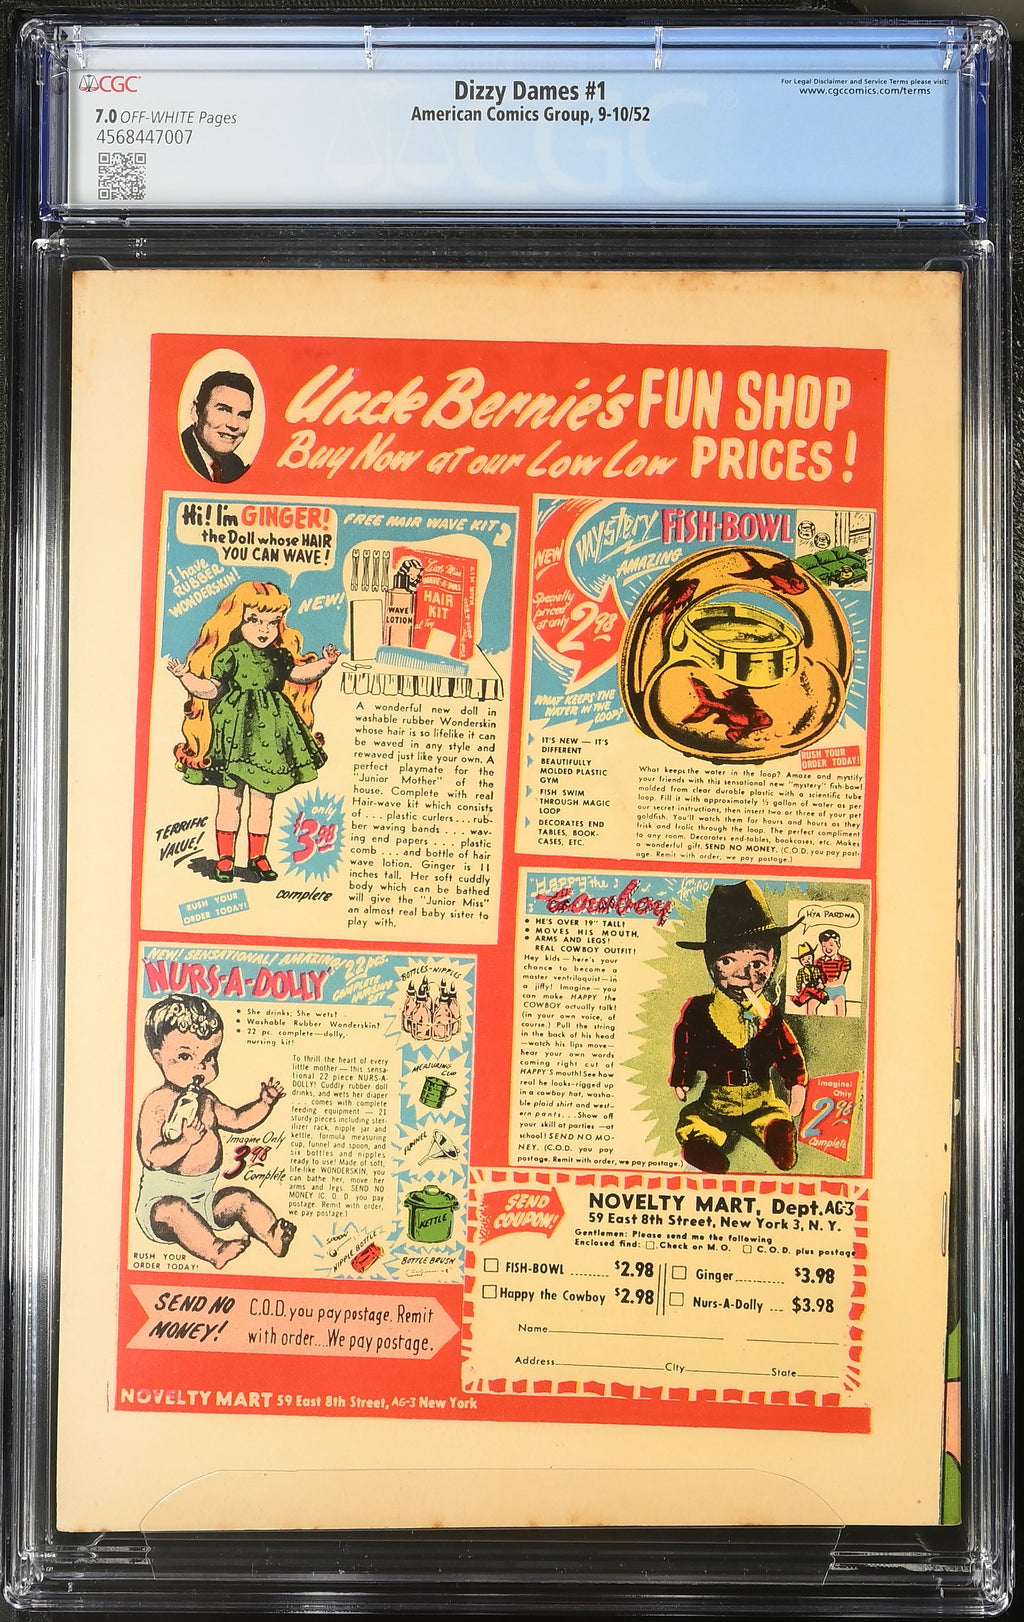 CGC
7.0 OFF-WHITE Pages
4568447007
Dizzy Dames #1
American Comics Group, 9-10/52
For Legal Disclaimer and Service Terms please visit:
www.cgccomics.com/terms
Uncle Bernie's FUN SHOP
Buy Now at our Low Low PRICES!
Hi! I'm GINGER!
the Doll whose HAIR
YOU CAN WAVE!
FREE HAIR WAVE KIT
I have
RUBBER
WONDERSKIN!
NEW!
Little Miss
WAVE-A-DOLL
HAIR
KIT
WAVE
LOTION
A wonderful new doll in
washable rubber Wonderskin
whose hair is so lifelike it can
be waved in any style and
rewaved just like your own. A
perfect playmate for the
"Junior Mother" of the
house. Complete with real
Hair-wave kit which consists
of . . . plastic curlers . . . rub-
ber waving bands . . . wav-
ing end papers . . . plastic
comb . . . and bottle of hair
wave lotion. Ginger is 11
inches tall. Her soft cuddly
body which can be bathed
will give the "Junior Miss"
an almost real baby sister to
play with.
TERRIFIC
VALUE!
only
$3.98
complete
RUSH YOUR
ORDER TODAY!
NEW
mystery FISH-BOWL
AMAZING
Specially
priced
at only
2.98
WHAT KEEPS THE
WATER IN THE
LOOP?
IT'S NEW — IT'S
DIFFERENT
BEAUTIFULLY
MOLDED PLASTIC
GYM
FISH SWIM
THROUGH MAGIC
LOOP
DECORATES END
TABLES, BOOK-
CASES, ETC.
RUSH YOUR
ORDER TODAY!
What keeps the water in the loop? Amaze and mystify
your friends with this sensational new "mystery" fish-bowl
molded from clear durable plastic with a scientific tube
loop. Fill it with approximately ½ gallon of water as per
our secret instructions, then insert two or three of your pet
goldfish. You'll watch them for hours and hours as they
frisk and frolic through the loop. The perfect compliment
to any room. Decorates end-tables, bookcases, etc. Makes
a wonderful gift. SEND NO MONEY. (C.O.D. you pay post-
age. Remit with order, we pay postage.)
"HAPPY" the
Cowboy
I'm
Terrific!
HE'S OVER 19" TALL!
MOVES HIS MOUTH,
ARMS AND LEGS!
REAL COWBOY OUTFIT!
Hey kids — here's your
chance to become a
master ventriloquist — in
a jiffy! Imagine — you
can make HAPPY the
COWBOY actually talk!
(in your own voice, of
course.) Pull the string
in the back of his head
—watch his lips move—
hear your own words
coming right out of
HAPPY'S mouth! See how
real he looks—rigged up
in a cowboy hat, washa-
ble plaid shirt and west-
ern pants . . . Show off
your skill at parties — at
school! SEND NO MO-
NEY. (C.O.D. you pay
postage. Remit with order, we pay postage.)
HYA PARDNA
Imagine!
Only
2.98
Complete
NEW! SENSATIONAL! AMAZING!
NURS-A-DOLLY
22 PC.
COMPLETE
NURSING
SET
She drinks; She wets!
Washable Rubber Wonderskin!
22 pc. complete—dolly,
nursing kit!
To thrill the heart of every
little mother — this sensa-
tional 22 piece NURS-A-
DOLLY! Cuddly rubber doll
drinks, and wets her diaper
. . . comes with complete
feeding equipment — 21
sturdy pieces including ster-
ilizer rack, nipple jar and
kettle, formula measuring
cup, funnel and spoon, and
six bottles and nipples
ready to use! Made of soft,
life-like WONDERSKIN, you
can bathe her, move her
arms and legs. SEND NO
MONEY (C. O. D. you pay
postage. Remit with order,
we pay postage.)
Imagine Only
3.98
Complete
BOTTLES-NIPPLES
MEASURING
CUP
FUNNEL
KETTLE
SPOON
NIPPLE BOTTLE
BOTTLE BRUSH
RUSH YOUR
ORDER TODAY!
SEND NO
MONEY!
C.O.D. you pay postage. Remit
with order....We pay postage.
SEND
COUPON!
NOVELTY MART, Dept. AG-3
59 East 8th Street, New York 3, N. Y.
Gentlemen: Please send me the following
Enclosed find: Check or M.O. C.O.D. plus postage
FISH-BOWL $2.98
Ginger $3.98
Happy the Cowboy $2.98
Nurs-A-Dolly $3.98
Name
Address City State
NOVELTY MART 59 East 8th Street, AG-3 New York